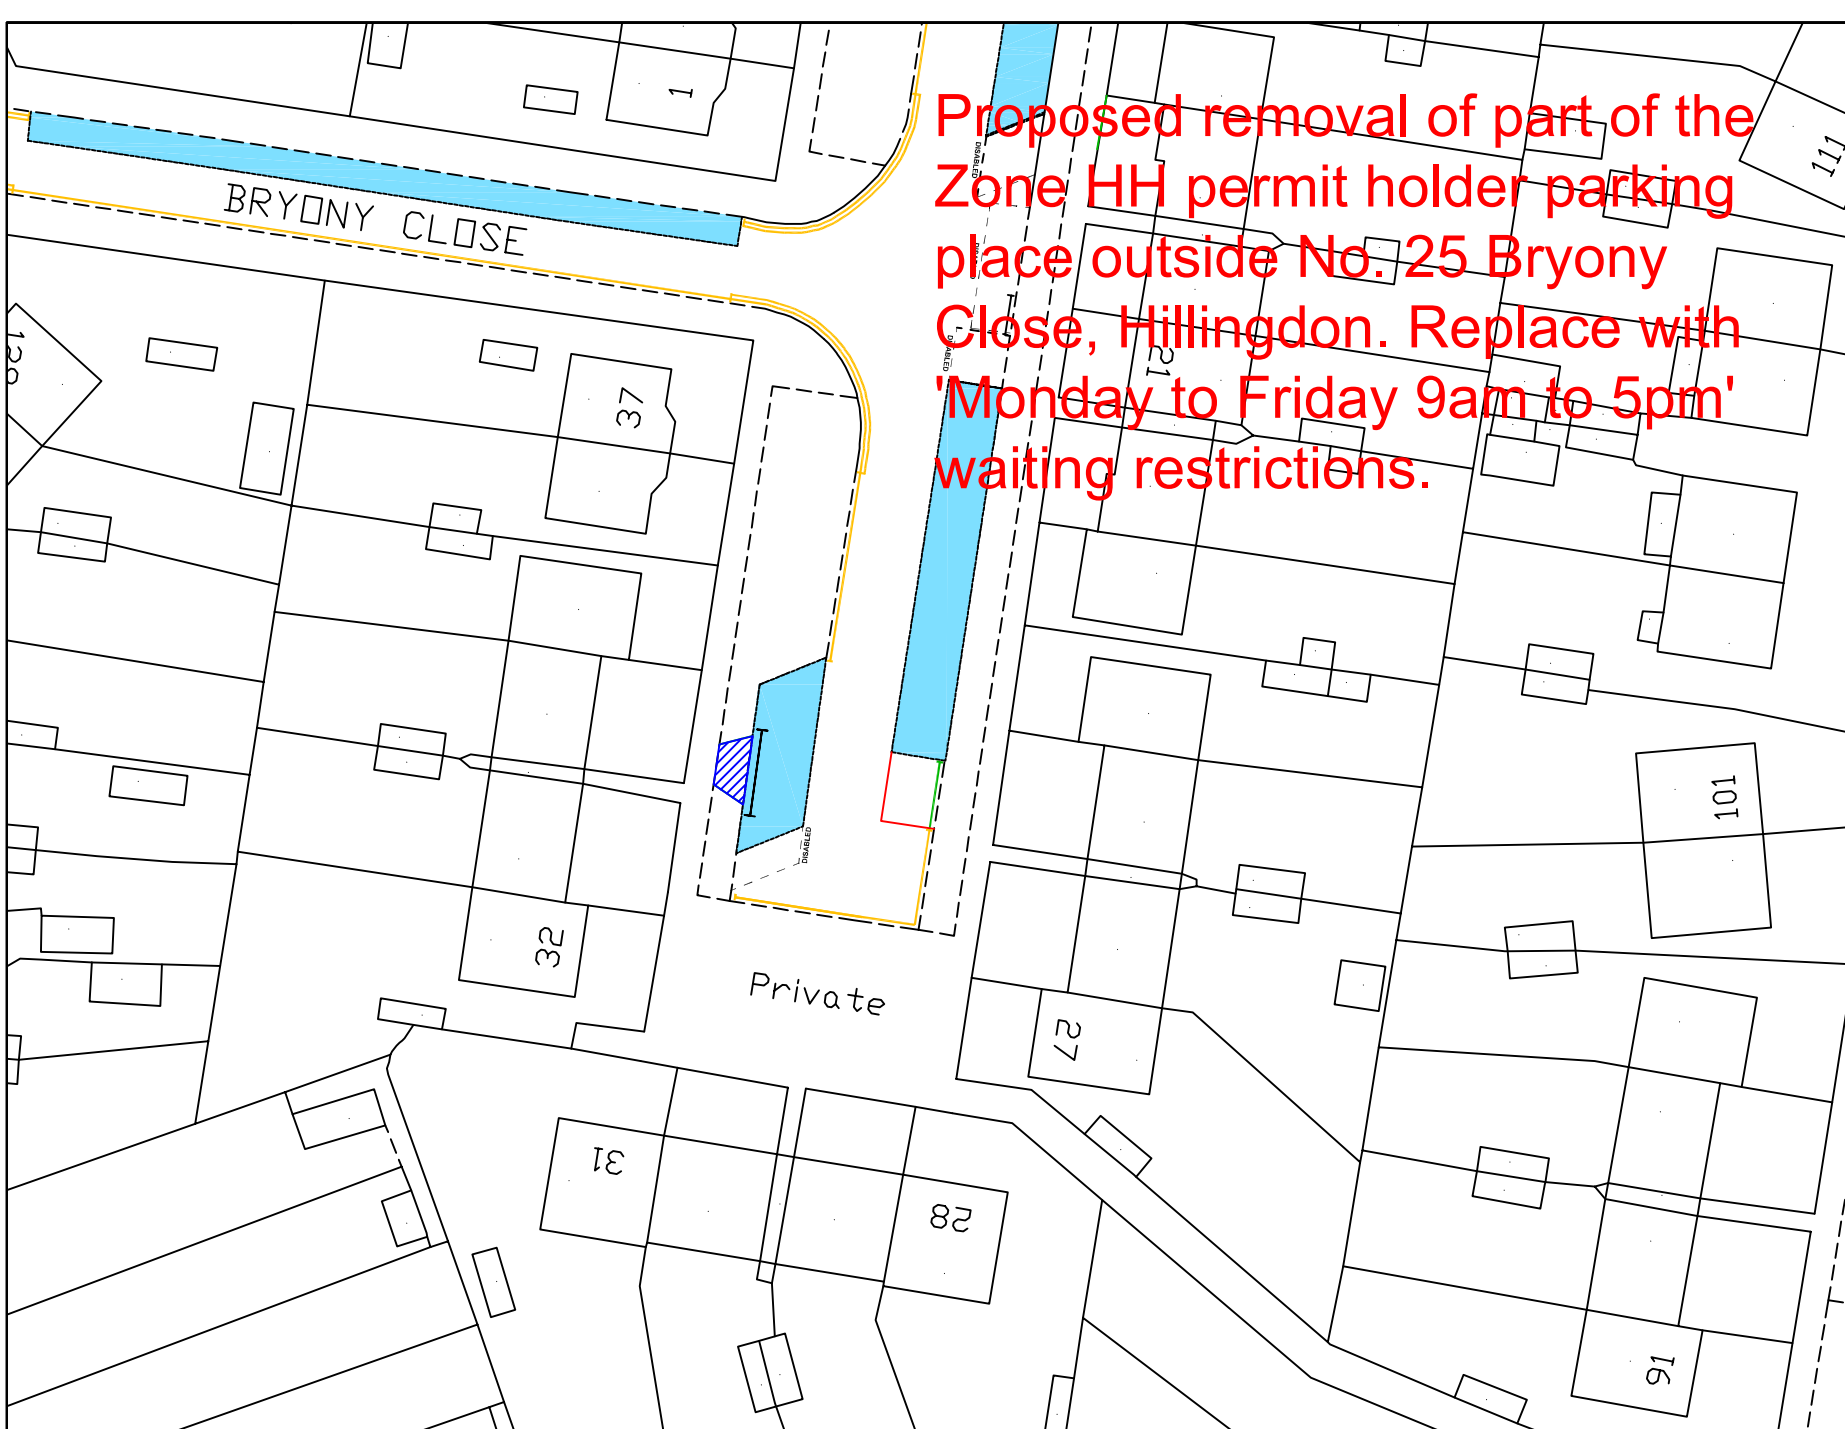 Proposed removal of part of the
Zone HH permit holder parking
place outside No. 25 Bryony
Close, Hillingdon. Replace with
'Monday to Friday 9am to 5pm'
waiting restrictions.
1
111
BRYONY CLOSE
DISABLED
DISABLED
21
37
101
DISABLED
32
Private
27
31
28
91